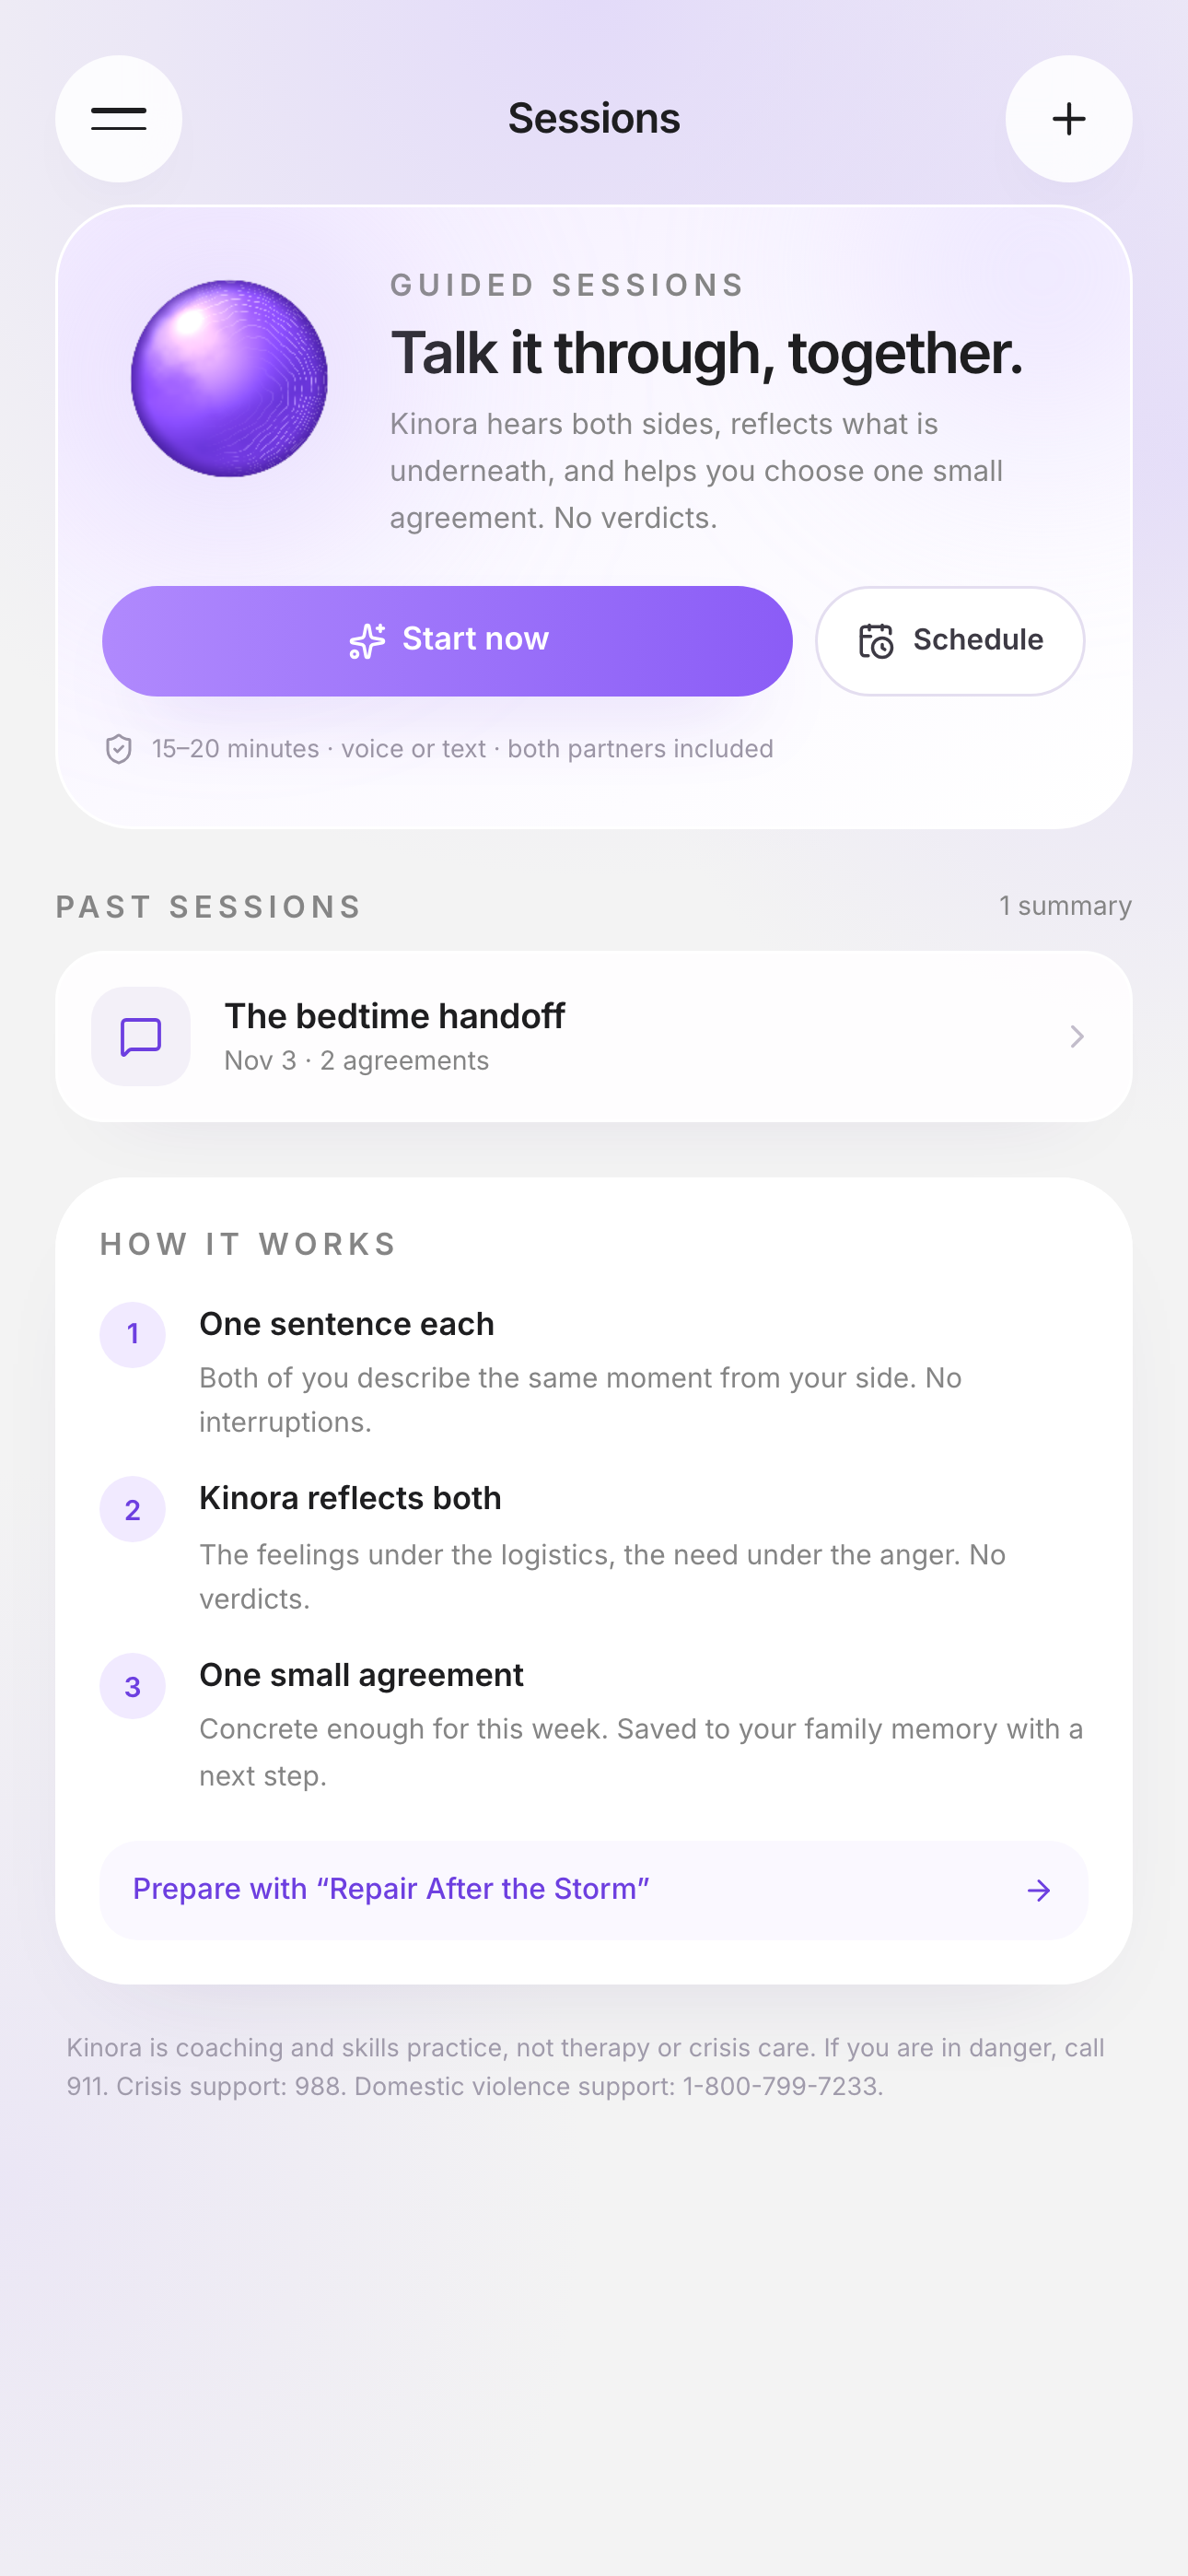 Sessions
GUIDED SESSIONS
Talk it through, together.
Kinora hears both sides, reflects what is
underneath, and helps you choose one small
agreement. No verdicts.
Start now
Schedule
15–20 minutes · voice or text · both partners included
PAST SESSIONS
1 summary
The bedtime handoff
Nov 3 · 2 agreements
HOW IT WORKS
1
One sentence each
Both of you describe the same moment from your side. No
interruptions.
2
Kinora reflects both
The feelings under the logistics, the need under the anger. No
verdicts.
3
One small agreement
Concrete enough for this week. Saved to your family memory with a
next step.
Prepare with “Repair After the Storm”
Kinora is coaching and skills practice, not therapy or crisis care. If you are in danger, call
911. Crisis support: 988. Domestic violence support: 1-800-799-7233.